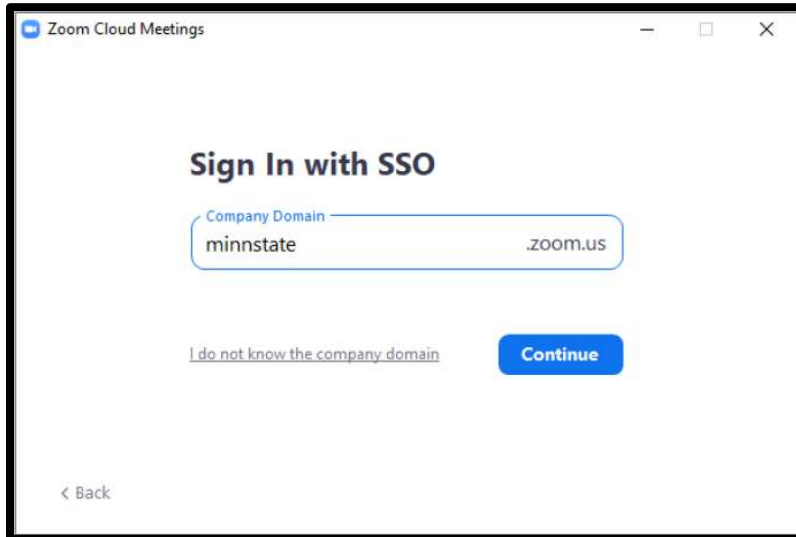 Zoom Cloud Meetings
Sign In with SSO
Company Domain
minnstate .zoom.us
I do not know the company domain Continue
< Back